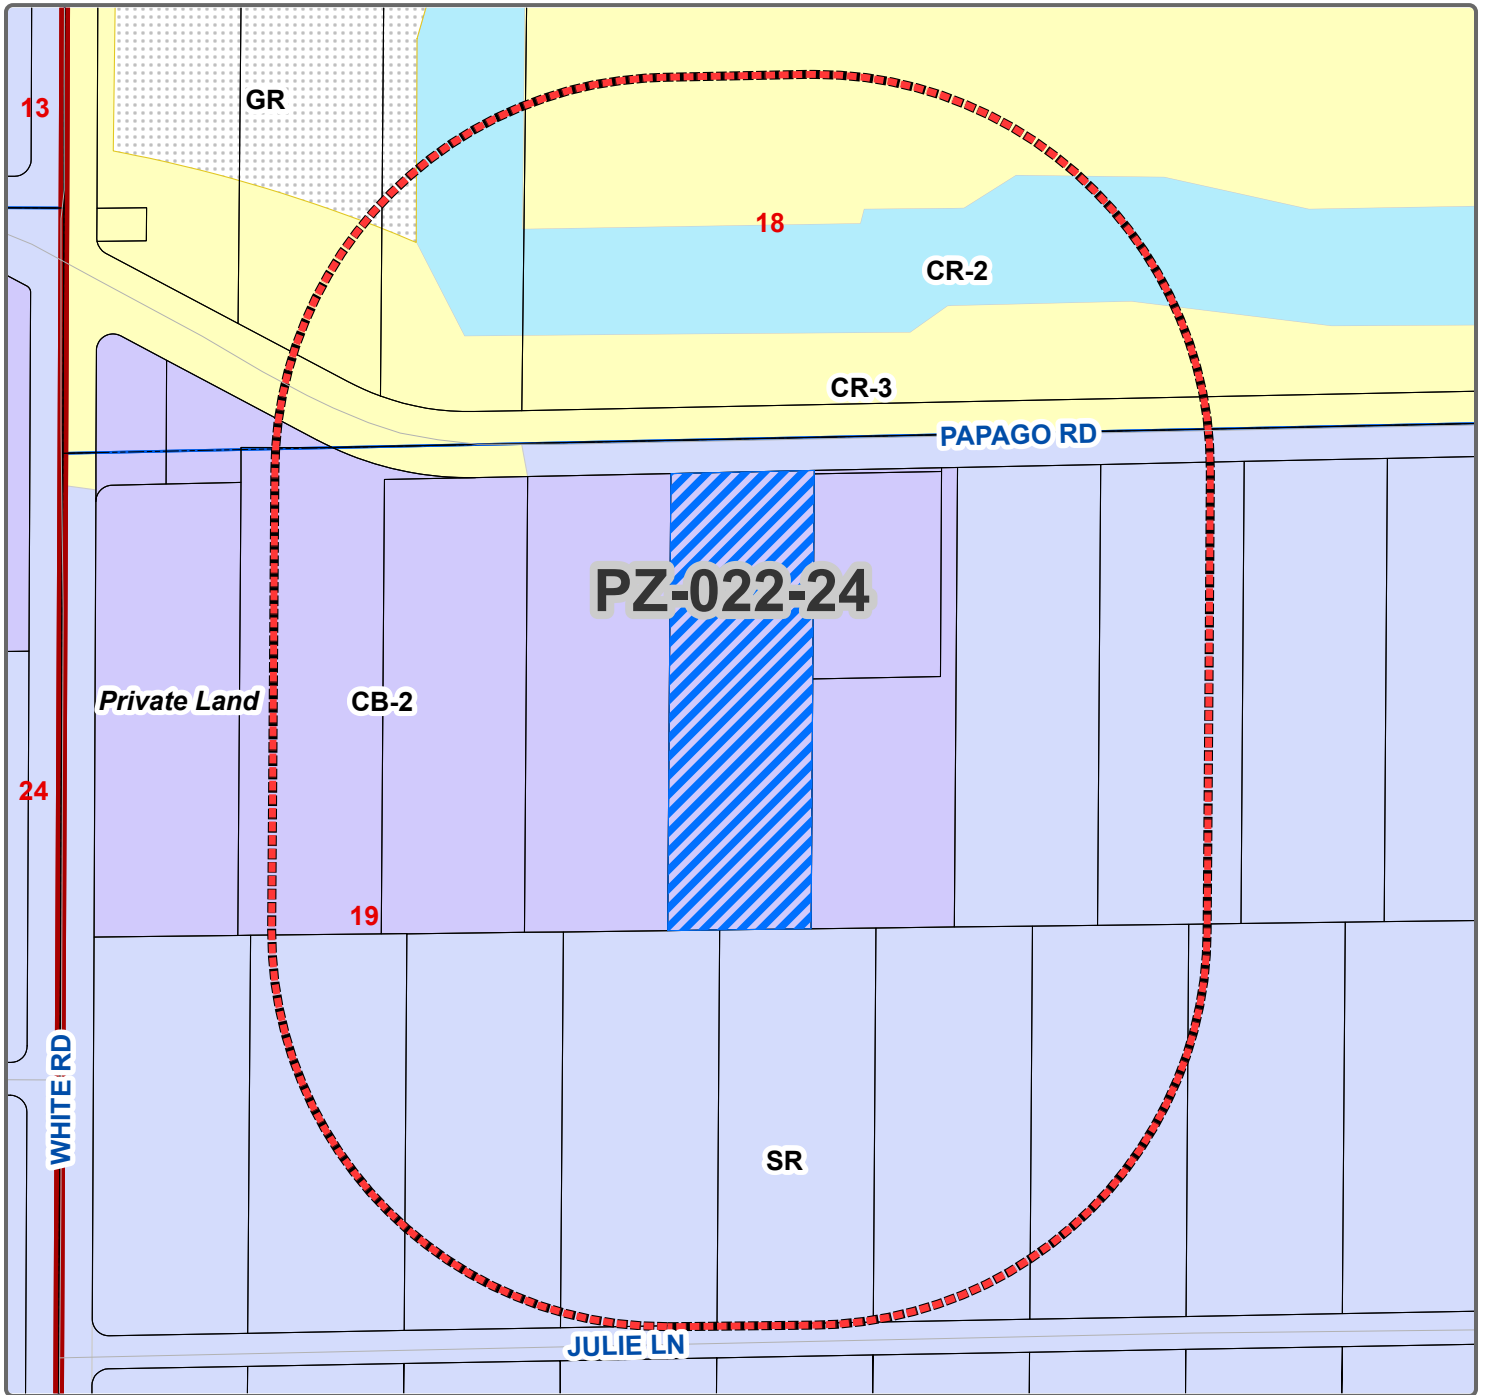 13
GR
18
CR-2
CR-3
PAPAGO RD
PZ-022-24
Private Land
CB-2
24
19
WHITE RD
SR
JULIE LN